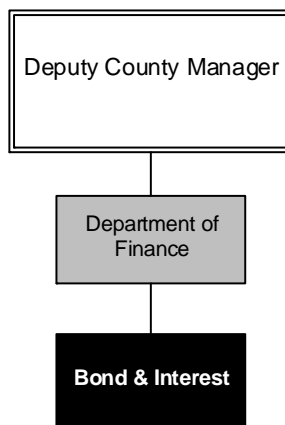 Deputy County Manager
Department of
Finance
Bond & Interest